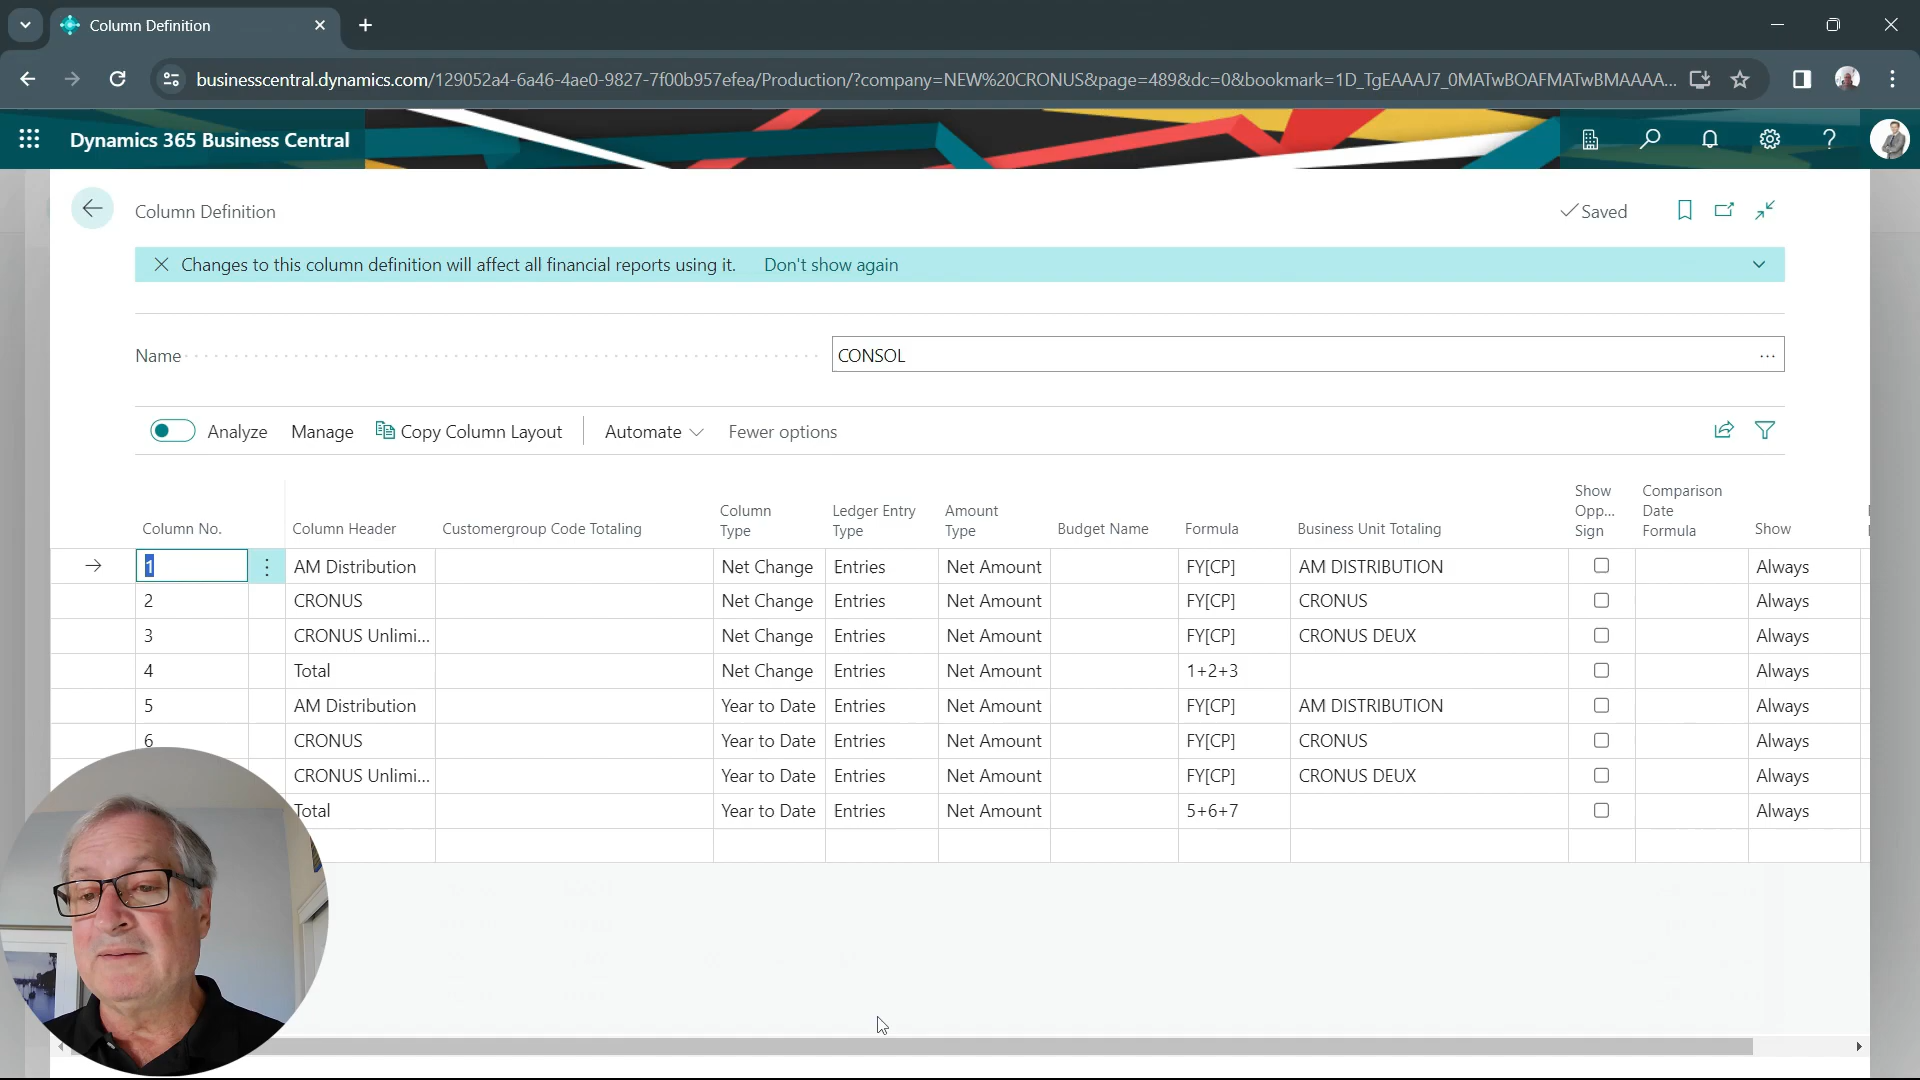 Column Definition
businesscentral.dynamics.com/129052a4-6a46-4ae0-9827-7f00b957efea/Production/?company=NEW%20CRONUS&page=489&dc=0&bookmark=1D_TgEAAAJ7_0MATwBOAFMATwBMAAAA...
Dynamics 365 Business Central
Column Definition
Saved
Changes to this column definition will affect all financial reports using it. Don't show again
Name
CONSOL
Analyze Manage Copy Column Layout Automate Fewer options
Column No. Column Header Customergroup Code Totaling Column Type Ledger Entry Type Amount Type Budget Name Formula Business Unit Totaling Show Opp... Sign Comparison Date Formula Show
1 AM Distribution Net Change Entries Net Amount FY[CP] AM DISTRIBUTION Always
2 CRONUS Net Change Entries Net Amount FY[CP] CRONUS Always
3 CRONUS Unlimi... Net Change Entries Net Amount FY[CP] CRONUS DEUX Always
4 Total Net Change Entries Net Amount 1+2+3 Always
5 AM Distribution Year to Date Entries Net Amount FY[CP] AM DISTRIBUTION Always
6 CRONUS Year to Date Entries Net Amount FY[CP] CRONUS Always
CRONUS Unlimi... Year to Date Entries Net Amount FY[CP] CRONUS DEUX Always
Total Year to Date Entries Net Amount 5+6+7 Always